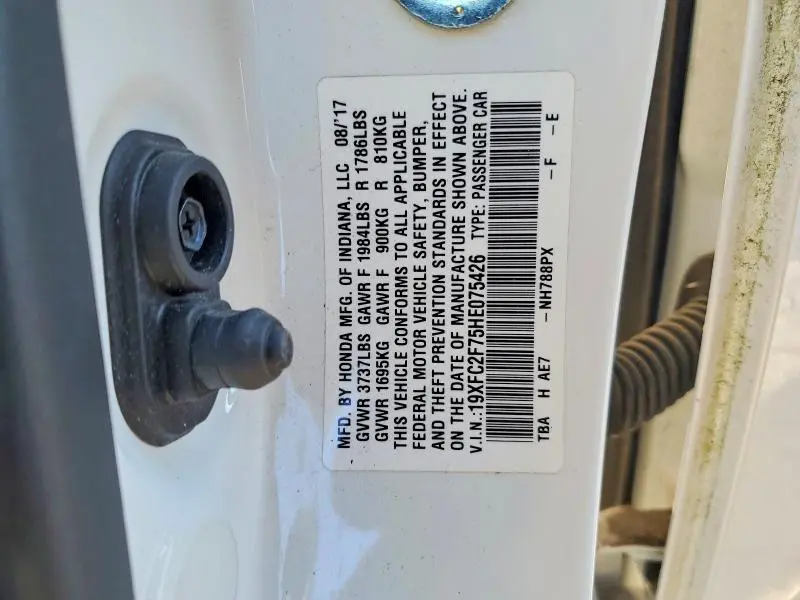 MFD. BY HONDA MFG. OF INDIANA, LLC 08/'17
GVWR 3737LBS GAWR F 1984LBS R 1786LBS
GVWR 1695KG GAWR F 900KG R 810KG
THIS VEHICLE CONFORMS TO ALL APPLICABLE
FEDERAL MOTOR VEHICLE SAFETY, BUMPER,
AND THEFT PREVENTION STANDARDS IN EFFECT
ON THE DATE OF MANUFACTURE SHOWN ABOVE.
V.I.N.:19XFC2F75HE075426 TYPE: PASSENGER CAR
TBA H AE7 -NH788PX -F -E